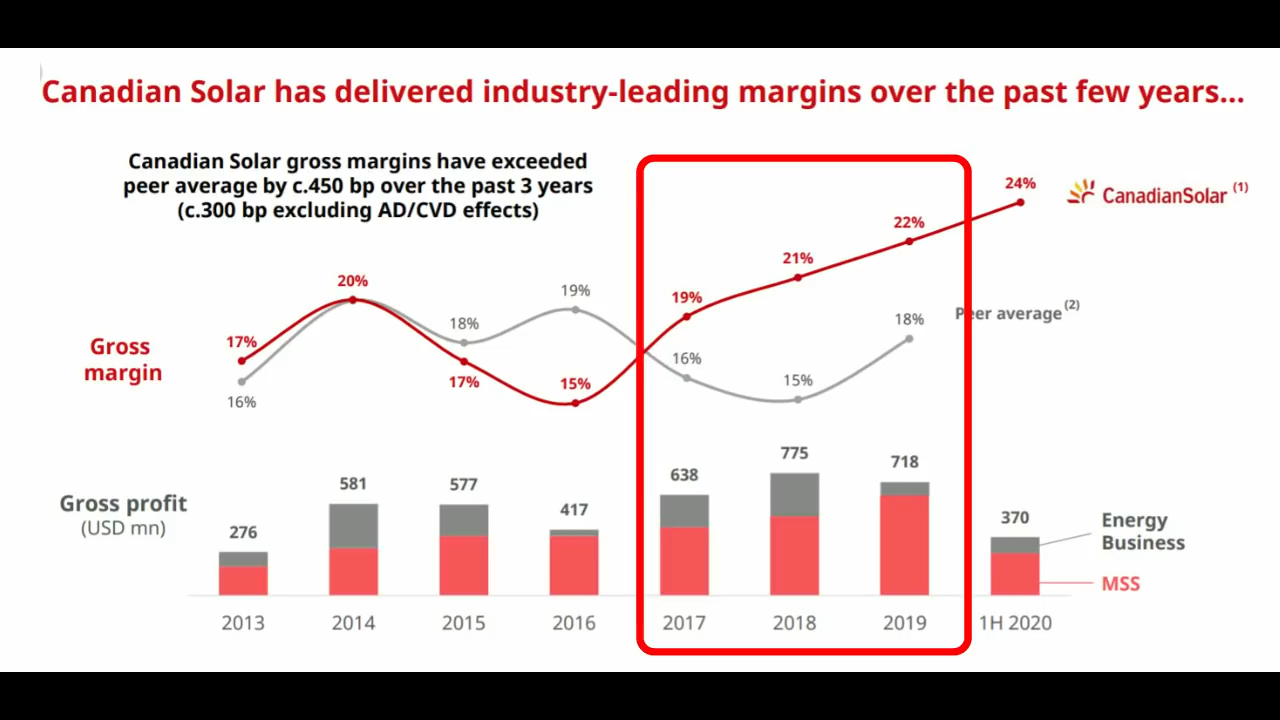 Canadian Solar has delivered industry-leading margins over the past few years...
Canadian Solar gross margins have exceeded
peer average by c.450 bp over the past 3 years
(c.300 bp excluding AD/CVD effects)
24%
CanadianSolar (1)
22%
21%
20%
19%
19%
18%
Peer average (2)
18%
17%
Gross
margin
16%
17%
15%
15%
16%
775
718
638
581
577
417
370
276
Gross profit
(USD mn)
Energy
Business
MSS
2013
2014
2015
2016
2017
2018
2019
1H 2020